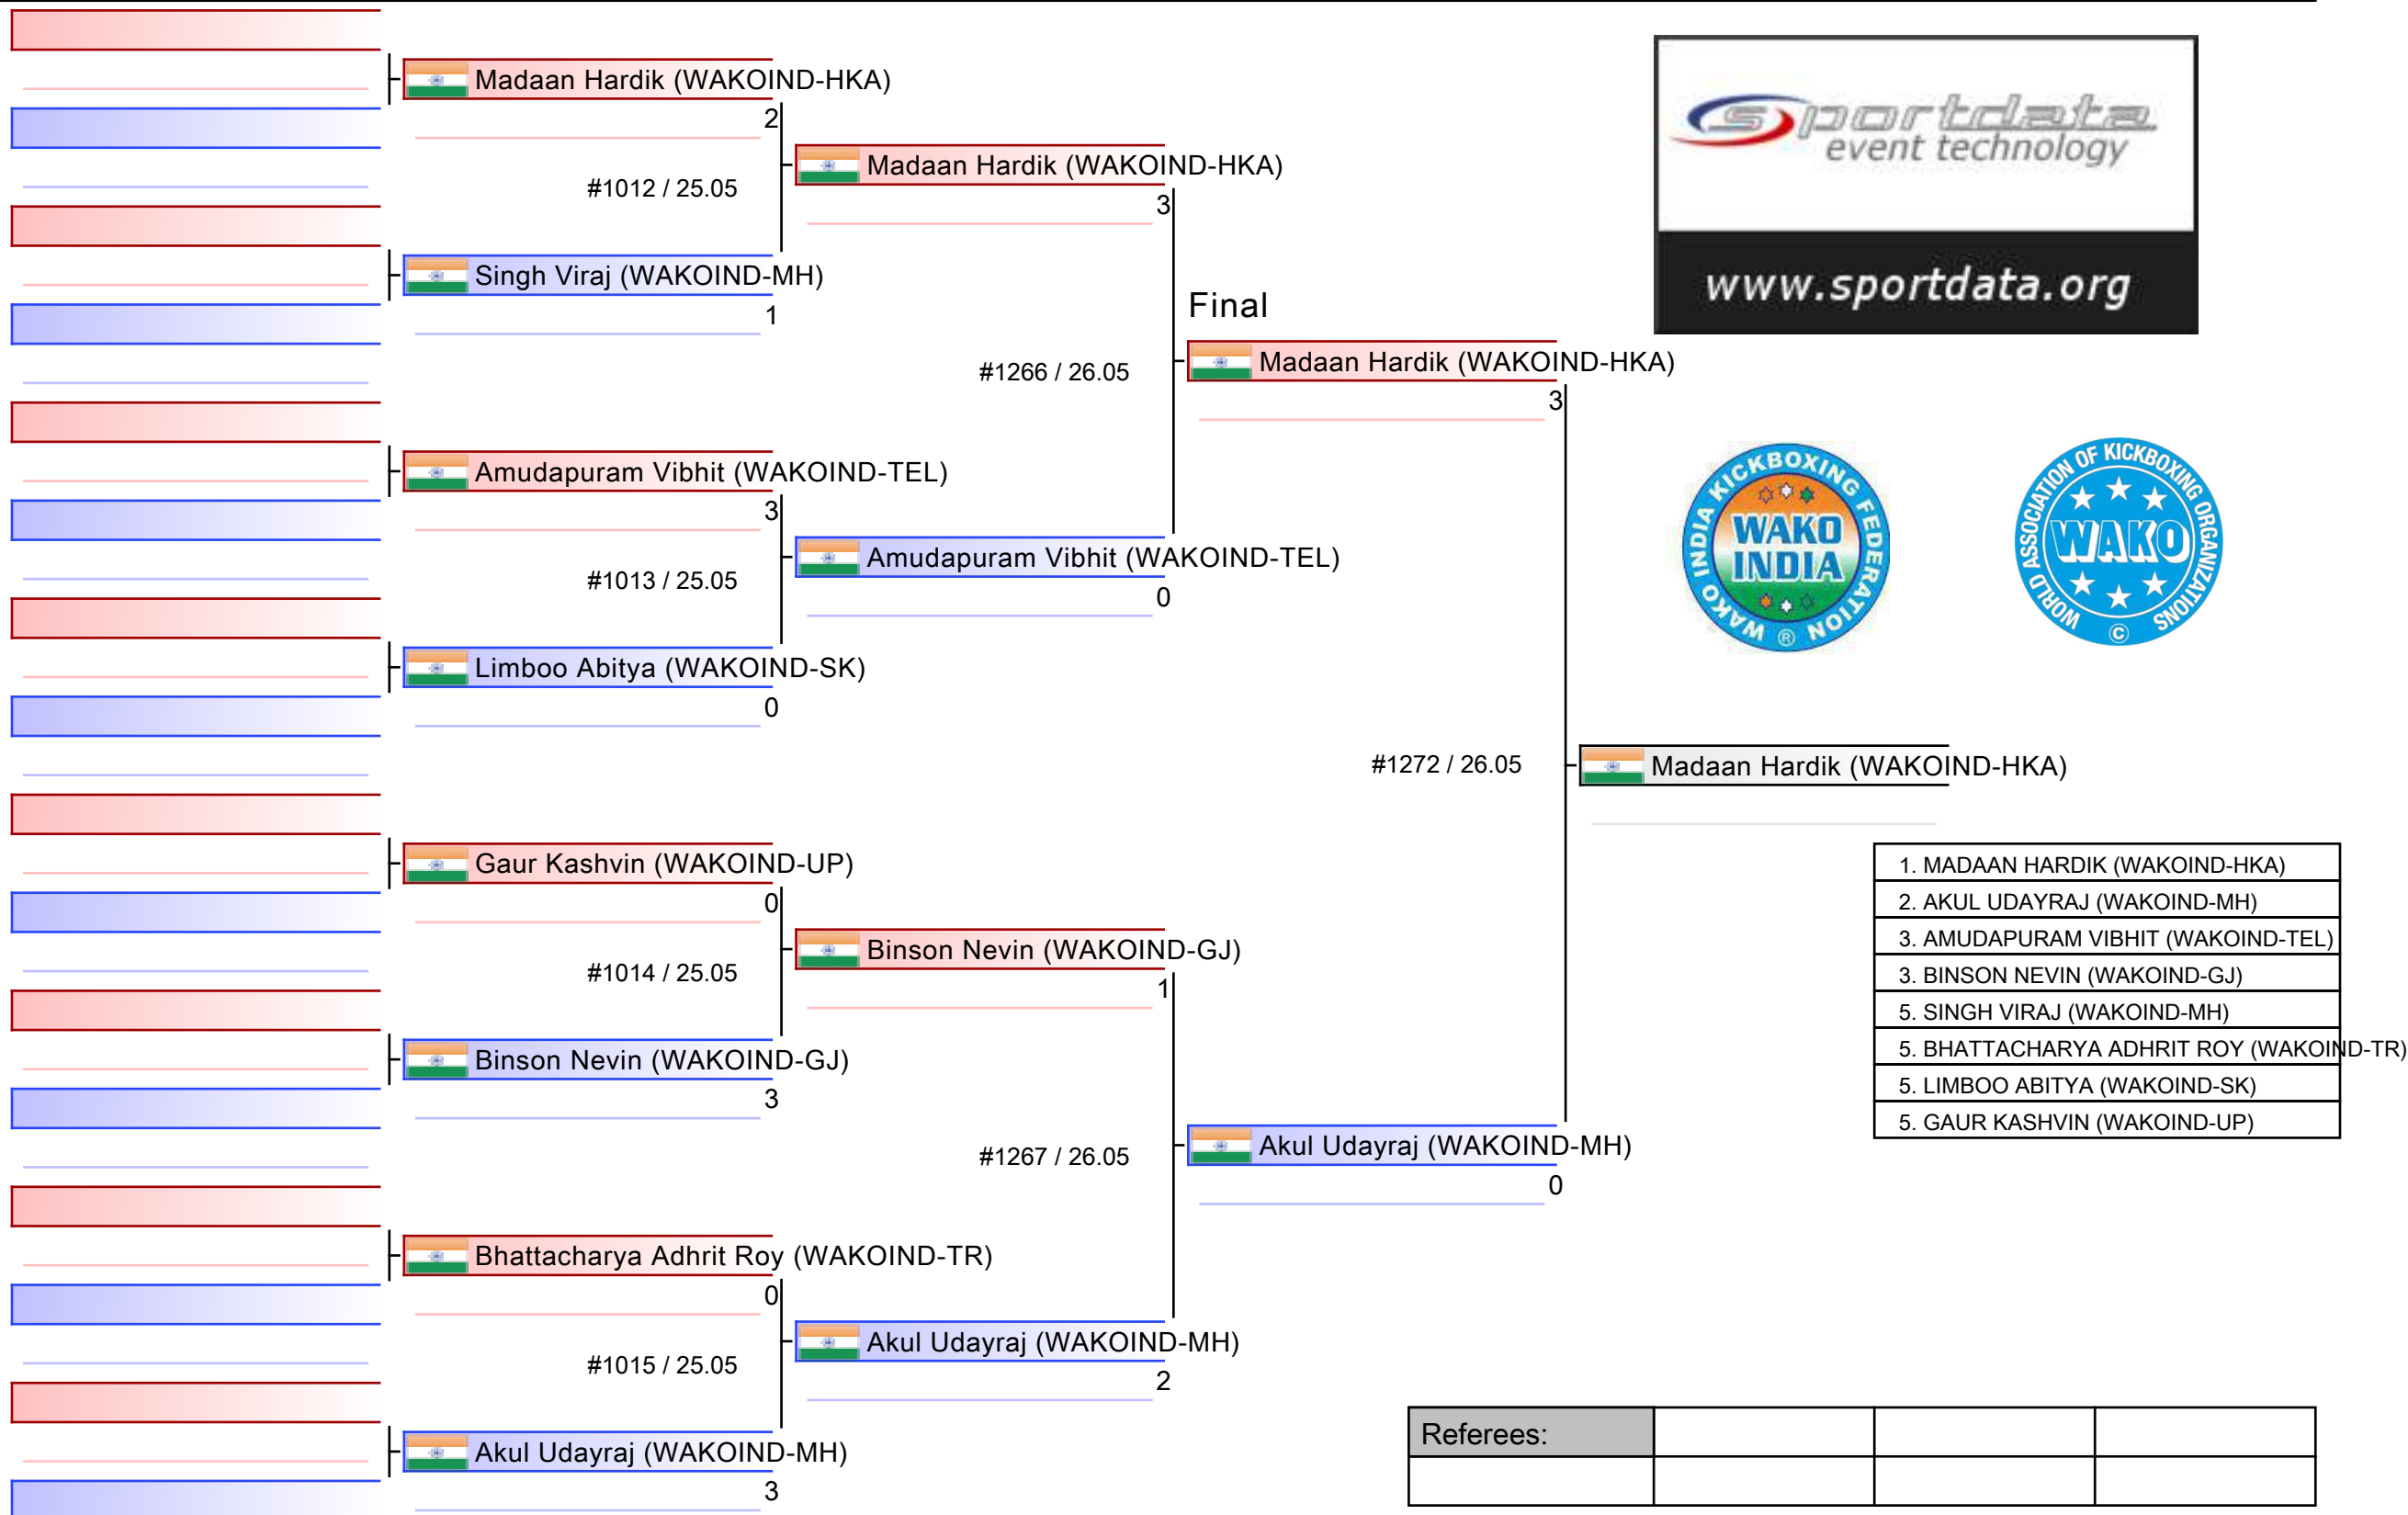 Madaan Hardik (WAKOIND-HKA)
2
#1012 / 25.05
Singh Viraj (WAKOIND-MH)
1
Amudapuram Vibhit (WAKOIND-TEL)
3
#1013 / 25.05
Limboo Abitya (WAKOIND-SK)
0
Gaur Kashvin (WAKOIND-UP)
0
#1014 / 25.05
Binson Nevin (WAKOIND-GJ)
3
Bhattacharya Adhrit Roy (WAKOIND-TR)
0
#1015 / 25.05
Akul Udayraj (WAKOIND-MH)
3
Madaan Hardik (WAKOIND-HKA)
3
#1266 / 26.05
Amudapuram Vibhit (WAKOIND-TEL)
0
Binson Nevin (WAKOIND-GJ)
1
#1267 / 26.05
Akul Udayraj (WAKOIND-MH)
2
Final
Madaan Hardik (WAKOIND-HKA)
3
#1272 / 26.05
Akul Udayraj (WAKOIND-MH)
0
Madaan Hardik (WAKOIND-HKA)
sportdata
event technology
www.sportdata.org
WAKO INDIA KICKBOXING FEDERATION ®
WAKO
INDIA
WORLD ASSOCIATION OF KICKBOXING ORGANIZATIONS ©
WAKO
1. MADAAN HARDIK (WAKOIND-HKA)
2. AKUL UDAYRAJ (WAKOIND-MH)
3. AMUDAPURAM VIBHIT (WAKOIND-TEL)
3. BINSON NEVIN (WAKOIND-GJ)
5. SINGH VIRAJ (WAKOIND-MH)
5. BHATTACHARYA ADHRIT ROY (WAKOIND-TR)
5. LIMBOO ABITYA (WAKOIND-SK)
5. GAUR KASHVIN (WAKOIND-UP)
Referees: